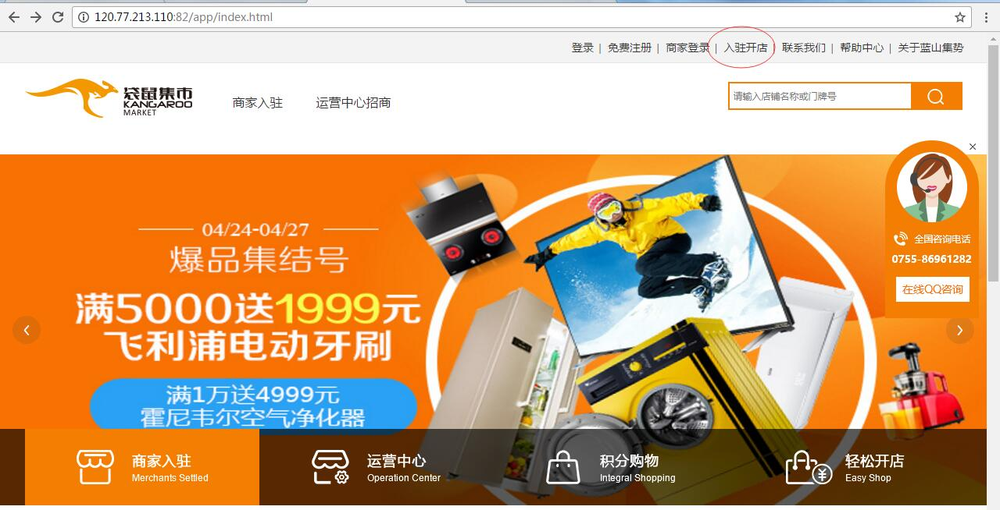 120.77.213.110:82/app/index.html
登录 | 免费注册 | 商家登录 | 入驻开店 | 联系我们 | 帮助中心 | 关于蓝山集势
袋鼠集市
KANGAROO
MARKET
商家入驻
运营中心招商
请输入店铺名称或门牌号
04/24-04/27
爆品集结号
满5000送1999元
飞利浦电动牙刷
满1万送4999元
霍尼韦尔空气净化器
全国咨询电话
0755-86961282
在线QQ咨询
商家入驻
Merchants Settled
运营中心
Operation Center
积分购物
Integral Shopping
轻松开店
Easy Shop